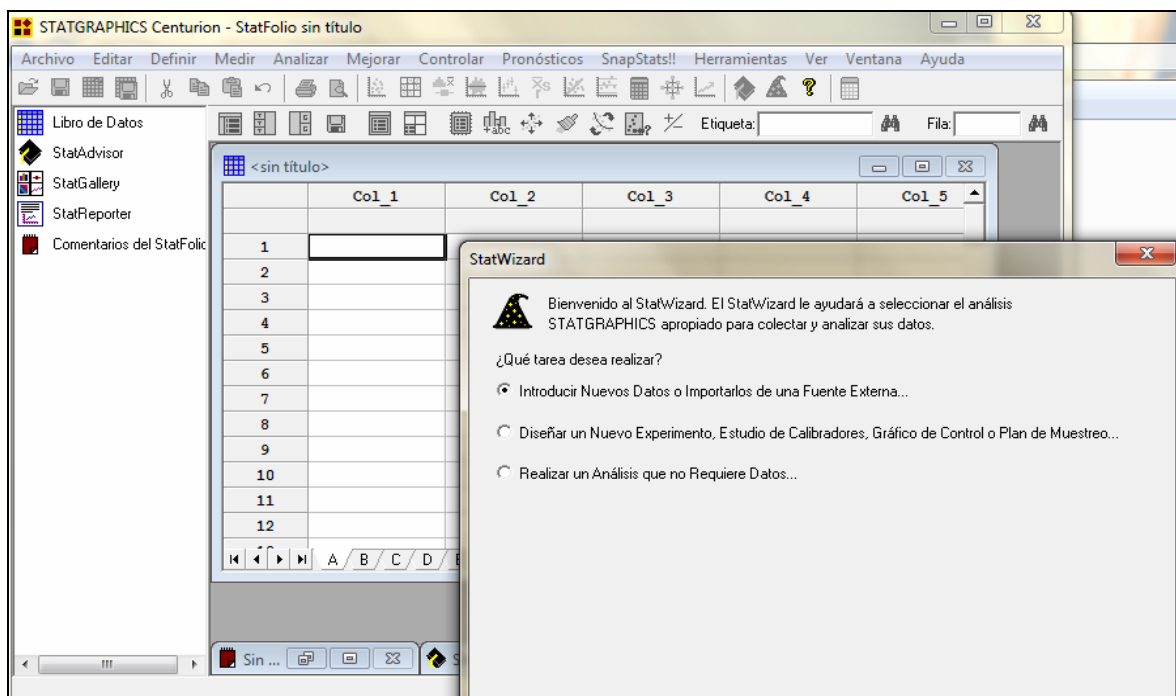 STATGRAPHICS Centurion - StatFolio sin título
Archivo Editar Definir Medir Analizar Mejorar Controlar Pronósticos SnapStats!! Herramientas Ver Ventana Ayuda
Libro de Datos
StatAdvisor
StatGallery
StatReporter
Comentarios del StatFolio
Etiqueta: Fila:
<sin título>
Col_1 Col_2 Col_3 Col_4 Col_5
1
2
3
4
5
6
7
8
9
10
11
12
A B C D
Sin ...
StatWizard
Bienvenido al StatWizard. El StatWizard le ayudará a seleccionar el análisis
STATGRAPHICS apropiado para colectar y analizar sus datos.
¿Qué tarea desea realizar?
Introducir Nuevos Datos o Importarlos de una Fuente Externa...
Diseñar un Nuevo Experimento, Estudio de Calibradores, Gráfico de Control o Plan de Muestreo...
Realizar un Análisis que no Requiere Datos...